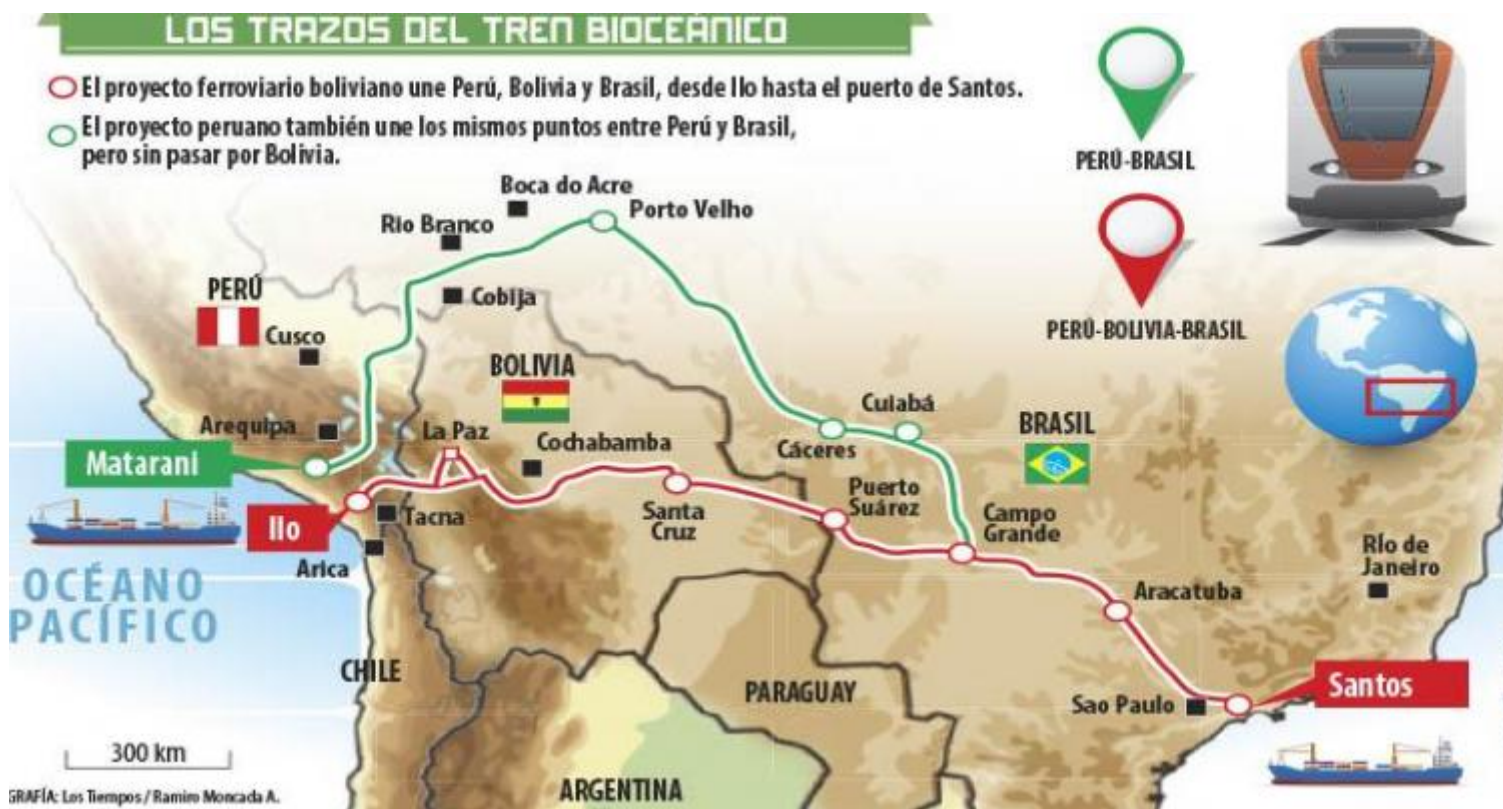 LOS TRAZOS DEL TREN BIOCEÁNICO
El proyecto ferroviario boliviano une Perú, Bolivia y Brasil, desde Ilo hasta el puerto de Santos.
El proyecto peruano también une los mismos puntos entre Perú y Brasil,
pero sin pasar por Bolivia.
PERÚ-BRASIL
PERÚ-BOLIVIA-BRASIL
Boca do Acre
Porto Velho
Rio Branco
PERÚ
Cobija
Cusco
BOLIVIA
Arequipa
La Paz
Cochabamba
Cuiabá
Cáceres
BRASIL
Matarani
Ilo
Tacna
Arica
Santa
Cruz
Puerto
Suárez
Campo
Grande
Río de
Janeiro
Aracatuba
OCÉANO
PACÍFICO
CHILE
PARAGUAY
Sao Paulo
Santos
300 km
ARGENTINA
GRAFÍA: Los Tiempos / Ramiro Moncada A.